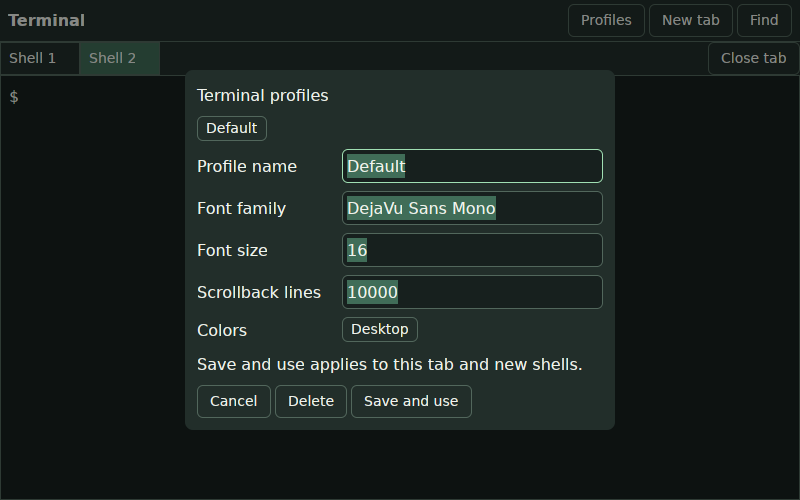 Terminal
Profiles New tab Find
Shell 1 Shell 2 Close tab
$
Terminal profiles
Default
Profile name Default
Font family DejaVu Sans Mono
Font size 16
Scrollback lines 10000
Colors Desktop
Save and use applies to this tab and new shells.
Cancel Delete Save and use